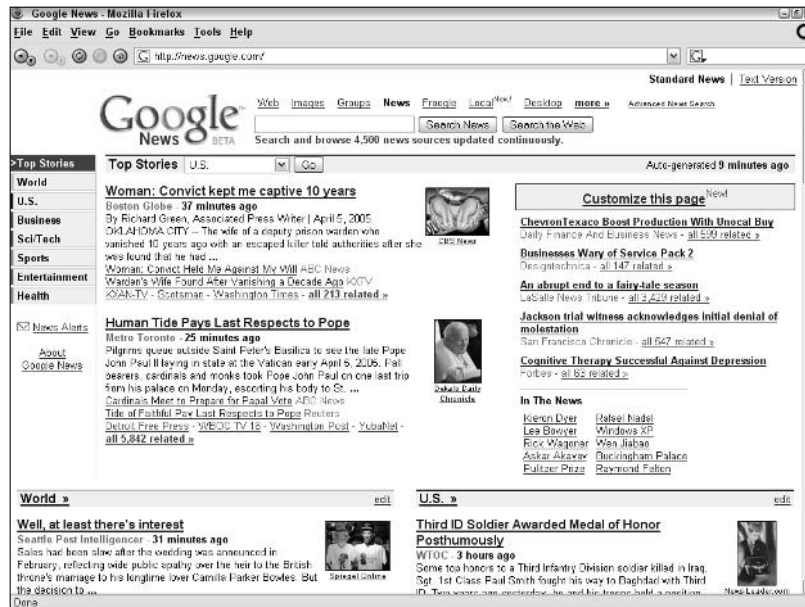 Google News - Mozilla Firefox
File Edit View Go Bookmarks Tools Help
http://news.google.com/
Standard News | Text Version
Web Images Groups News Froogle Local New! Desktop more » Advanced News Search
Google
News BETA
Search News Search the Web
Search and browse 4,500 news sources updated continuously.
>Top Stories
World
U.S.
Business
Sci/Tech
Sports
Entertainment
Health
News Alerts
About
Google News
Top Stories U.S. Go Auto-generated 9 minutes ago
Woman: Convict kept me captive 10 years
Boston Globe - 37 minutes ago
By Richard Green, Associated Press Writer | April 5, 2005.
OKLAHOMA CITY -- The wife of a deputy prison warden who
vanished 10 years ago with an escaped killer told authorities after she
was found that he had ...
Woman: Convict Held Me Against My Will ABC News
Warden's Wife Found After Vanishing a Decade Ago KXTV
KXAN-TV - Scotsman - Washington Times - all 213 related »
CBS News
Human Tide Pays Last Respects to Pope
Metro Toronto - 25 minutes ago
Pilgrims queue outside Saint Peter's Basilica to see the late Pope
John Paul II laying in state at the Vatican early April 5, 2005. Pall
bearers, cardinals and monks took Pope John Paul on one last trip
from his palace on Monday, escorting his body to St. ...
Cardinals Meet to Prepare for Papal Vote ABC News
Tide of Faithful Pay Last Respects to Pope Reuters
Detroit Free Press - WBOC TV 16 - Washington Post - YubaNet -
all 5,842 related »
Dekalb Daily
Chronicle
Customize this page New!
ChevronTexaco Boost Production With Unocal Buy
Daily Finance And Business News - all 599 related »
Businesses Wary of Service Pack 2
Designtechnica - all 147 related »
An abrupt end to a fairy-tale season
LaSalle News Tribune - all 3,429 related »
Jackson trial witness acknowledges initial denial of
molestation
San Francisco Chronicle - all 547 related »
Cognitive Therapy Successful Against Depression
Forbes - all 63 related »
In The News
Kieron Dyer Rafael Nadal
Lee Bowyer Windows XP
Rick Wagoner Wen Jiabao
Askar Akayev Buckingham Palace
Pulitzer Prize Raymond Felton
World » edit
Well, at least there's interest
Seattle Post Intelligencer - 31 minutes ago
Sales had been slow after the wedding was announced in
February, reflecting wide public apathy over the heir to the British
throne's marriage to his longtime lover Camilla Parker Bowles. But
the decision to ...
Spiegel Online
U.S. » edit
Third ID Soldier Awarded Medal of Honor
Posthumously
WTOC - 3 hours ago
Some top honors to a Third Infantry Division soldier killed in Iraq.
Sgt. 1st Class Paul Smith fought his way to Baghdad with Third
ID. Two years ago yesterday, he and his troops held a position
News-Leader.com
Done